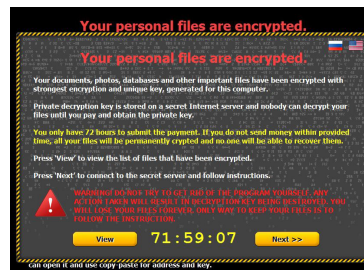 Your personal files are encrypted.
Your personal files are encrypted.
Your documents, photos, databases and other important files have been encrypted with
strongest encryption and unique key, generated for this computer.
Private decryption key is stored on a secret Internet server and nobody can decrypt your
files until you pay and obtain the private key.
You only have 72 hours to submit the payment. If you do not send money within provided
time, all your files will be permanently crypted and no one will be able to recover them.
Press 'View' to view the list of files that have been encrypted.
Press 'Next' to connect to the secret server and follow instructions.
WARNING! DO NOT TRY TO GET RID OF THE PROGRAM YOURSELF. ANY
ACTION TAKEN WILL RESULT IN DECRYPTION KEY BEING DESTROYED. YOU
WILL LOSE YOUR FILES FOREVER. ONLY WAY TO KEEP YOUR FILES IS TO
FOLLOW THE INSTRUCTION.
View
71:59:07
Next >>
can open it and use copy-paste for address and key.